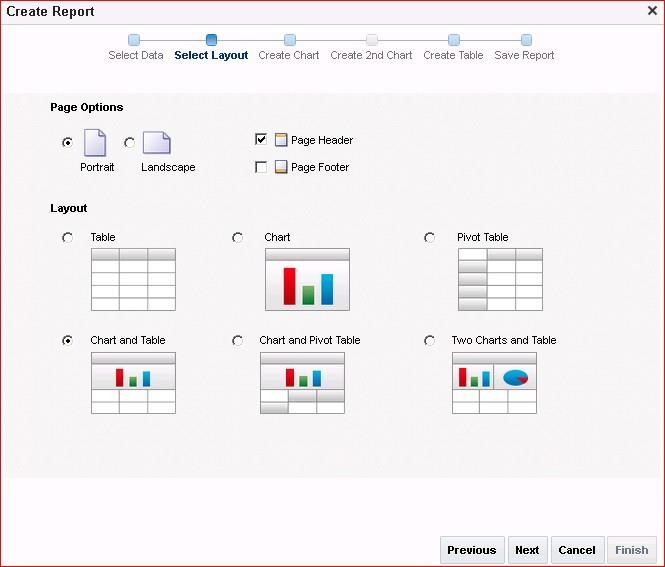 Create Report
Select Data Select Layout Create Chart Create 2nd Chart Create Table Save Report
Page Options
Portrait Landscape Page Header
Page Footer
Layout
Table Chart Pivot Table
Chart and Table Chart and Pivot Table Two Charts and Table
Previous Next Cancel Finish